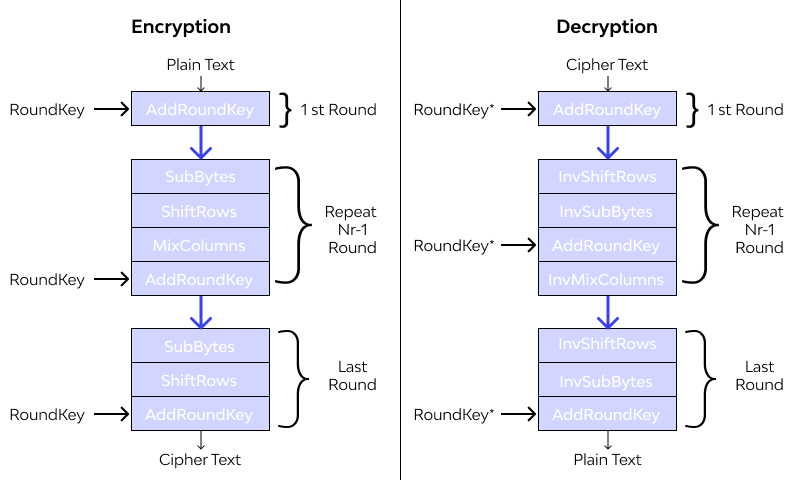 Encryption
Plain Text
RoundKey
AddRoundKey
1 st Round
SubBytes
ShiftRows
MixColumns
RoundKey
AddRoundKey
Repeat
Nr-1
Round
SubBytes
ShiftRows
RoundKey
AddRoundKey
Last
Round
Cipher Text
Decryption
Cipher Text
RoundKey*
AddRoundKey
1 st Round
InvShiftRows
InvSubBytes
RoundKey*
AddRoundKey
InvMixColumns
Repeat
Nr-1
Round
InvShiftRows
InvSubBytes
RoundKey*
AddRoundKey
Last
Round
Plain Text